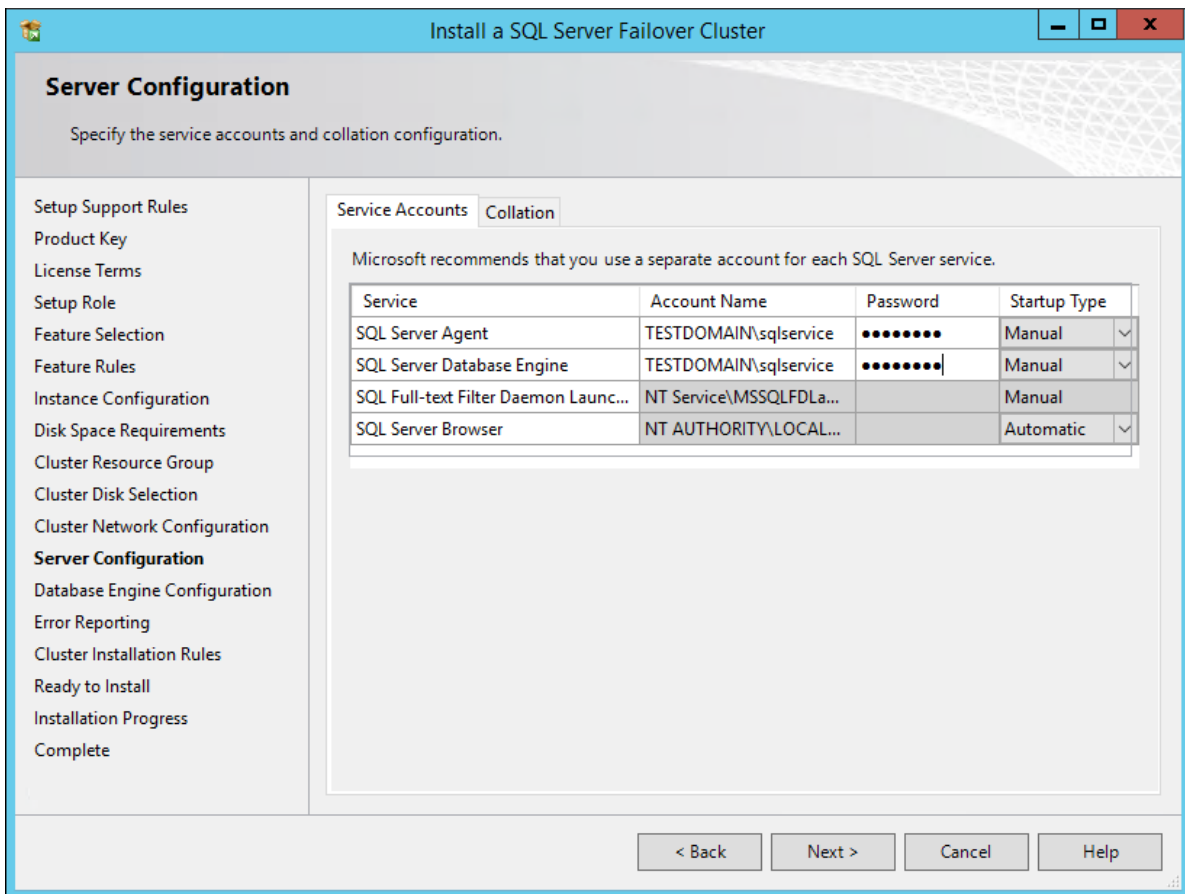 Install a SQL Server Failover Cluster
Server Configuration
Specify the service accounts and collation configuration.
Setup Support Rules
Product Key
License Terms
Setup Role
Feature Selection
Feature Rules
Instance Configuration
Disk Space Requirements
Cluster Resource Group
Cluster Disk Selection
Cluster Network Configuration
Server Configuration
Database Engine Configuration
Error Reporting
Cluster Installation Rules
Ready to Install
Installation Progress
Complete
Service Accounts Collation
Microsoft recommends that you use a separate account for each SQL Server service.
Service Account Name Password Startup Type
SQL Server Agent TESTDOMAIN\sqlservice ●●●●●●●● Manual
SQL Server Database Engine TESTDOMAIN\sqlservice ●●●●●●●● Manual
SQL Full-text Filter Daemon Launc... NT Service\MSSQLFDLa... Manual
SQL Server Browser NT AUTHORITY\LOCAL... Automatic
< Back Next > Cancel Help